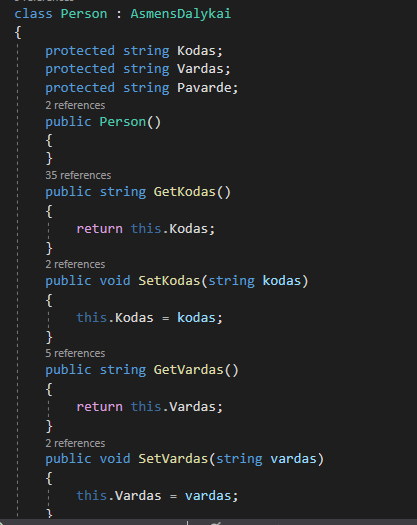 class Person : AsmensDalykai
{
protected string Kodas;
protected string Vardas;
protected string Pavarde;
2 references
public Person()
{
}
35 references
public string GetKodas()
{
return this.Kodas;
}
2 references
public void SetKodas(string kodas)
{
this.Kodas = kodas;
}
5 references
public string GetVardas()
{
return this.Vardas;
}
2 references
public void SetVardas(string vardas)
{
this.Vardas = vardas;
}